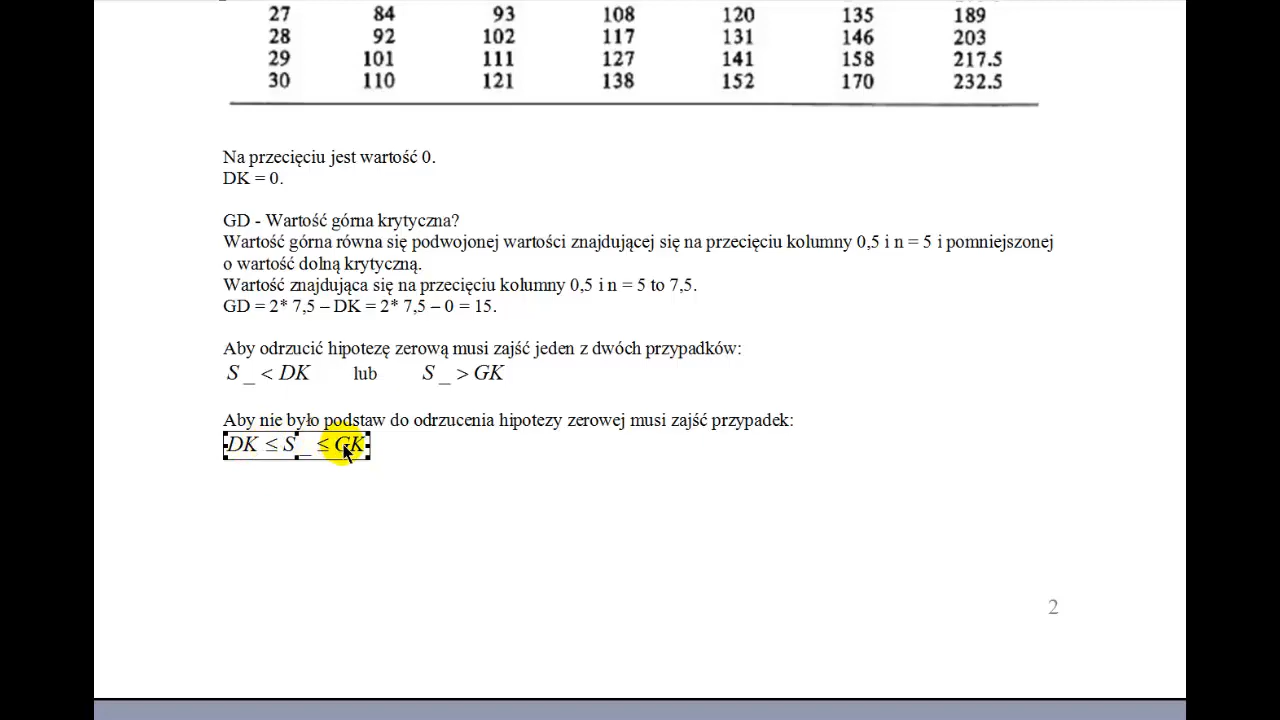 27 84 93 108 120 135 189
28 92 102 117 131 146 203
29 101 111 127 141 158 217.5
30 110 121 138 152 170 232.5
Na przecięciu jest wartość 0.
DK = 0.
GD - Wartość górna krytyczna?
Wartość górna równa się podwojonej wartości znajdującej się na przecięciu kolumny 0,5 i n = 5 i pomniejszonej
o wartość dolną krytyczną.
Wartość znajdująca się na przecięciu kolumny 0,5 i n = 5 to 7,5.
GD = 2* 7,5 – DK = 2* 7,5 – 0 = 15.
Aby odrzucić hipotezę zerową musi zajść jeden z dwóch przypadków:
S _ < DK lub S _ > GK
Aby nie było podstaw do odrzucenia hipotezy zerowej musi zajść przypadek:
DK ≤ S _ ≤ GK
2